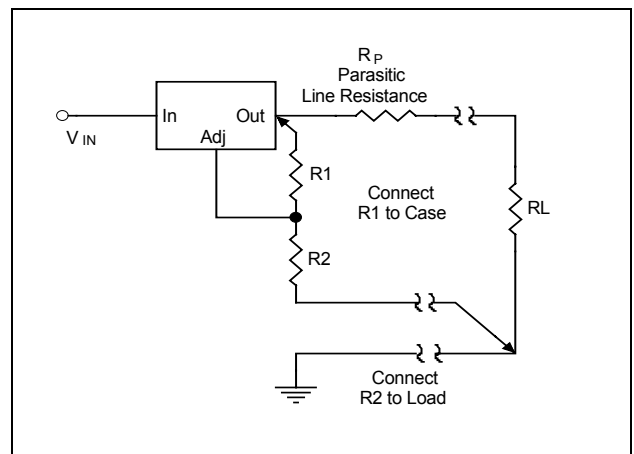 R P
Parasitic
Line Resistance
In
Out
Adj
V IN
R1
Connect
R1 to Case
RL
R2
Connect
R2 to Load